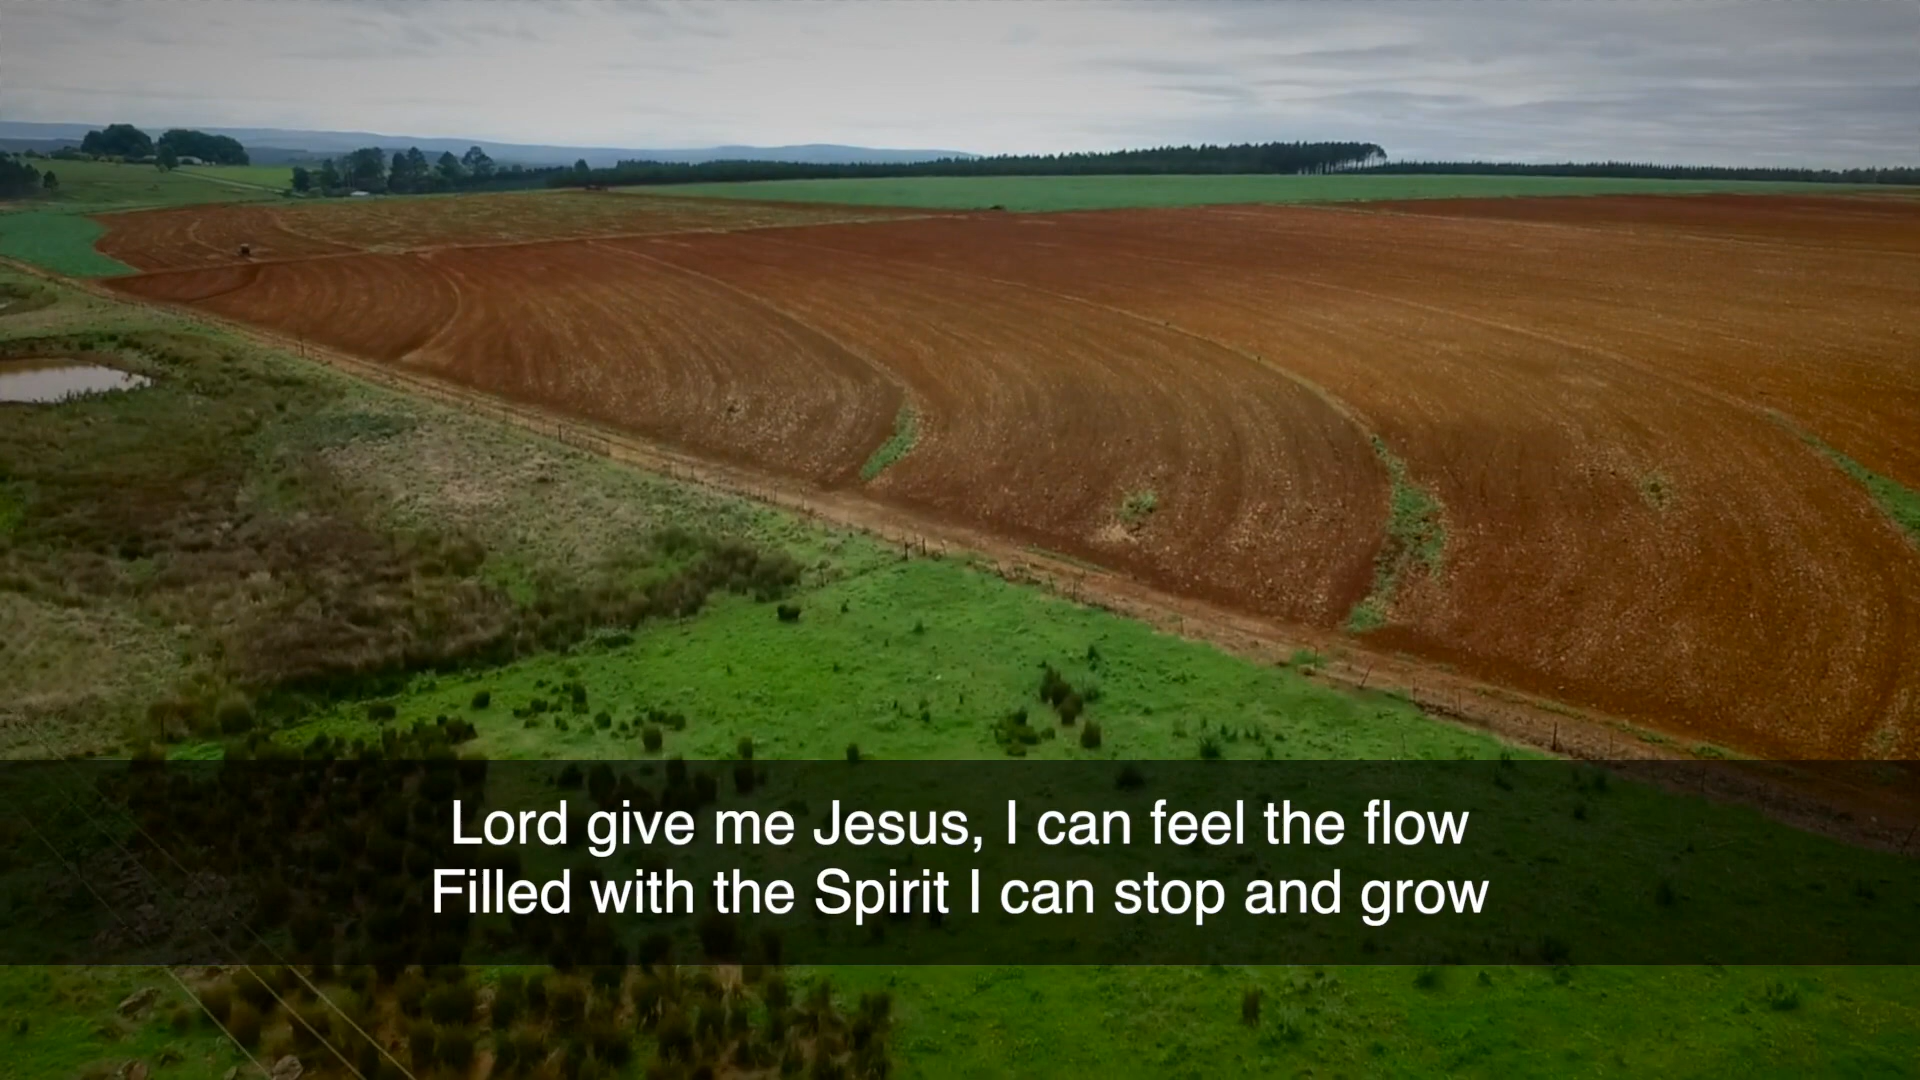 Lord give me Jesus, I can feel the flow
Filled with the Spirit I can stop and grow